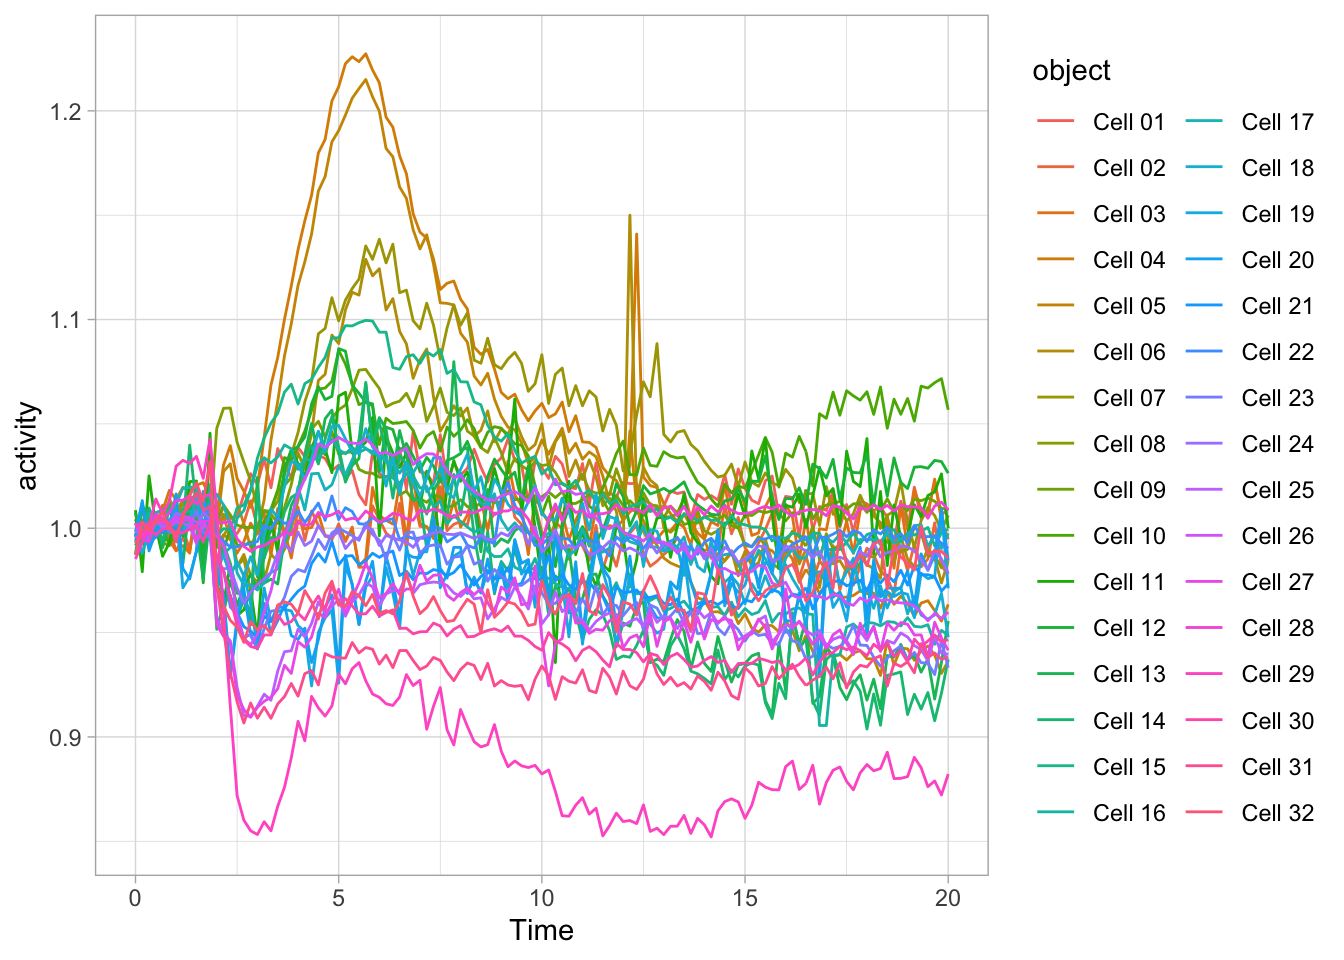 object
Cell 01
Cell 02
Cell 03
Cell 04
Cell 05
Cell 06
Cell 07
Cell 08
Cell 09
Cell 10
Cell 11
Cell 12
Cell 13
Cell 14
Cell 15
Cell 16
Cell 17
Cell 18
Cell 19
Cell 20
Cell 21
Cell 22
Cell 23
Cell 24
Cell 25
Cell 26
Cell 27
Cell 28
Cell 29
Cell 30
Cell 31
Cell 32
activity
1.2
1.1
1.0
0.9
0 5 10 15 20
Time